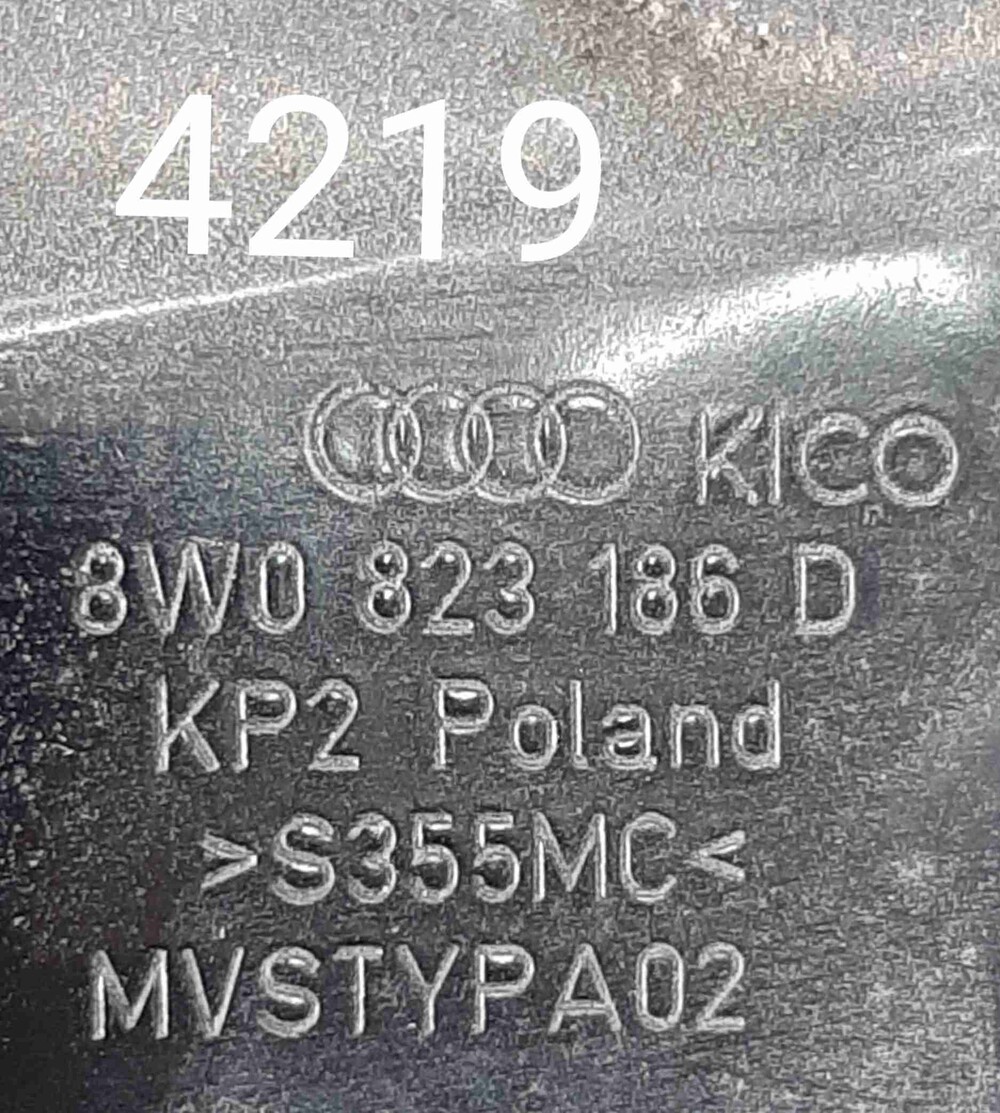 4219
KICO
8W0 823 186 D
KP2 Poland
>S355MC<
MVSTYPA02